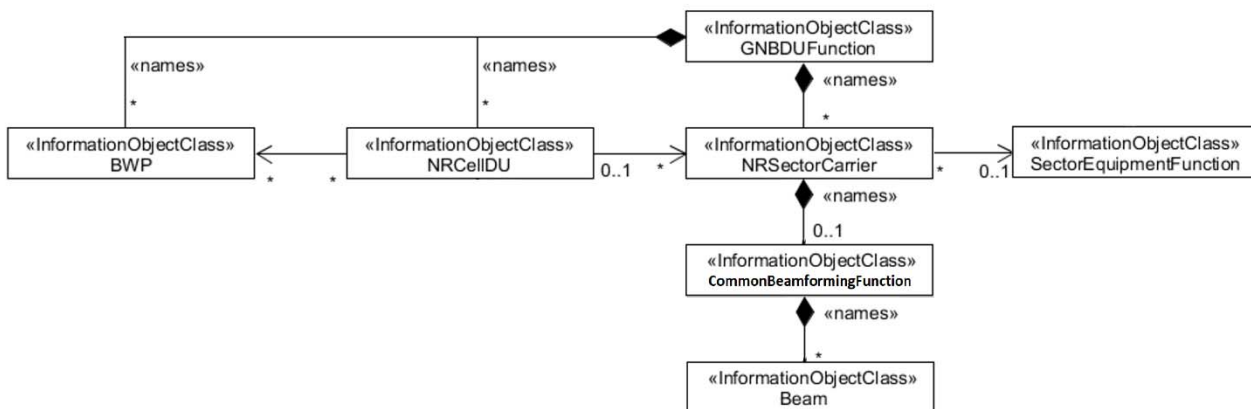 «InformationObjectClass»
GNBDUFunction
«names»
«names»
«names»
*
*
*
«InformationObjectClass»
BWP
«InformationObjectClass»
NRCellDU
«InformationObjectClass»
NRSectorCarrier
«InformationObjectClass»
SectorEquipmentFunction
*
*
0..1
*
*
0..1
«names»
0..1
«InformationObjectClass»
CommonBeamformingFunction
«names»
*
«InformationObjectClass»
Beam